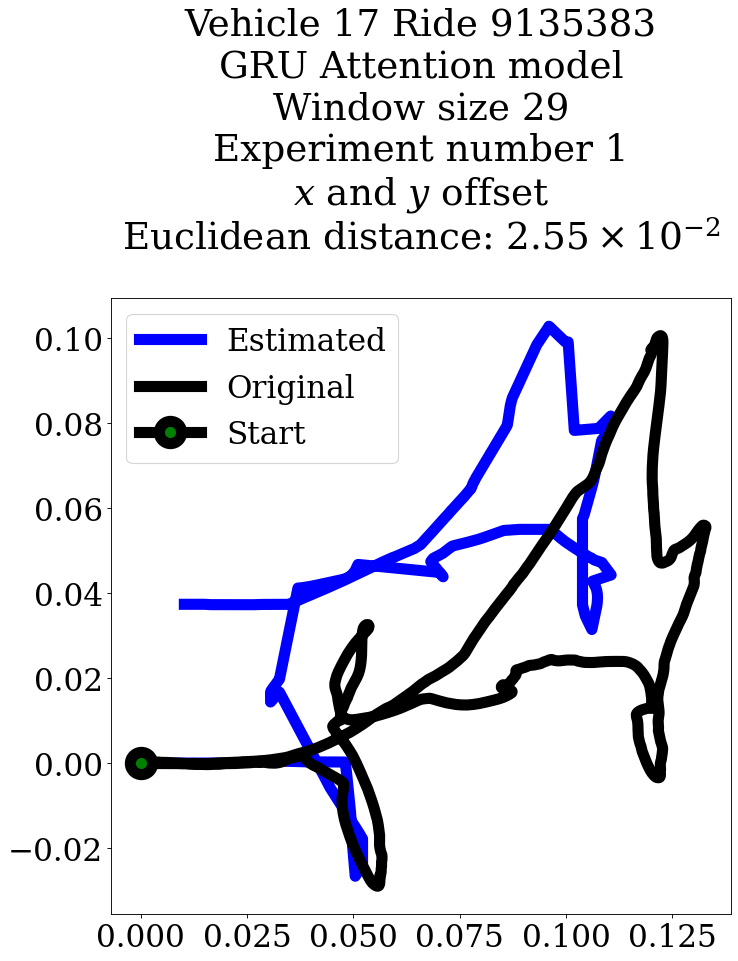 Vehicle 17 Ride 9135383
GRU Attention model
Window size 29
Experiment number 1
x and y offset
Euclidean distance: 2.55 × 10⁻²
Estimated
Original
Start
0.10
0.08
0.06
0.04
0.02
0.00
−0.02
0.000 0.025 0.050 0.075 0.100 0.125